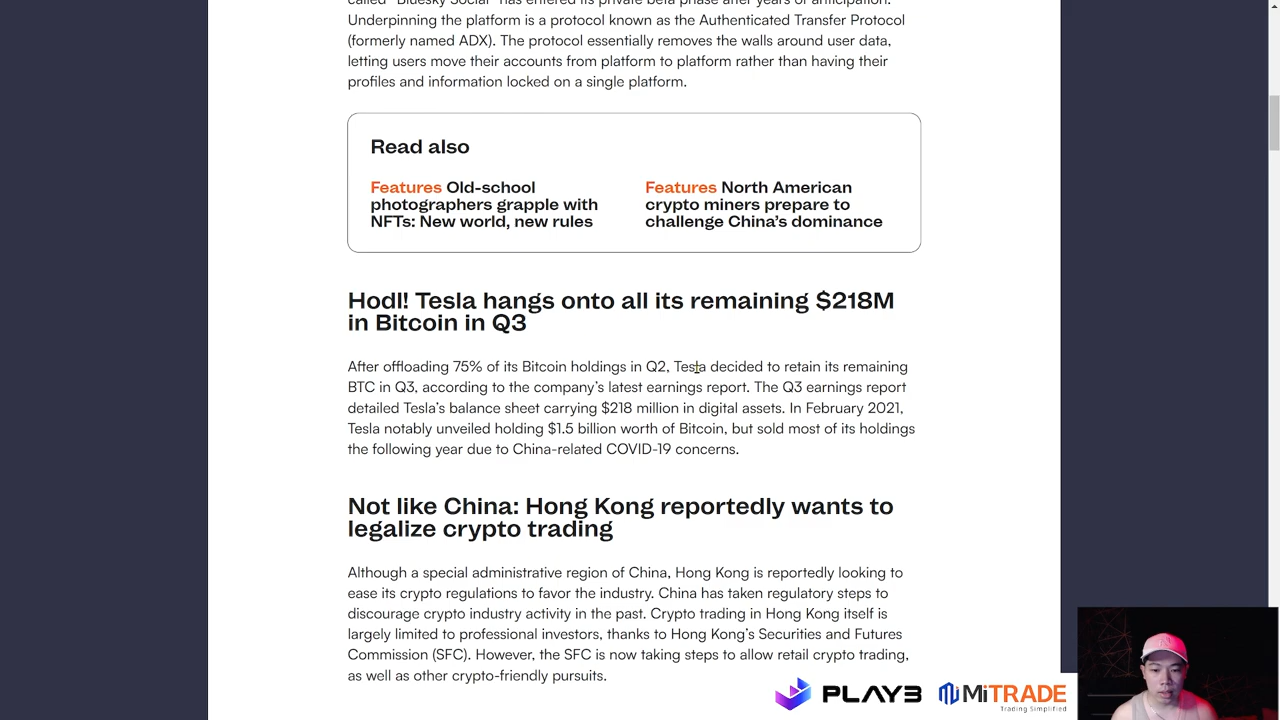 called "Bluesky Social" has entered its private beta phase after years of anticipation.
Underpinning the platform is a protocol known as the Authenticated Transfer Protocol
(formerly named ADX). The protocol essentially removes the walls around user data,
letting users move their accounts from platform to platform rather than having their
profiles and information locked on a single platform.
Read also
Features Old-school
photographers grapple with
NFTs: New world, new rules
Features North American
crypto miners prepare to
challenge China's dominance
Hodl! Tesla hangs onto all its remaining $218M
in Bitcoin in Q3
After offloading 75% of its Bitcoin holdings in Q2, Tesla decided to retain its remaining
BTC in Q3, according to the company's latest earnings report. The Q3 earnings report
detailed Tesla's balance sheet carrying $218 million in digital assets. In February 2021,
Tesla notably unveiled holding $1.5 billion worth of Bitcoin, but sold most of its holdings
the following year due to China-related COVID-19 concerns.
Not like China: Hong Kong reportedly wants to
legalize crypto trading
Although a special administrative region of China, Hong Kong is reportedly looking to
ease its crypto regulations to favor the industry. China has taken regulatory steps to
discourage crypto industry activity in the past. Crypto trading in Hong Kong itself is
largely limited to professional investors, thanks to Hong Kong's Securities and Futures
Commission (SFC). However, the SFC is now taking steps to allow retail crypto trading,
as well as other crypto-friendly pursuits.
PLAY3
MiTRADE
Trading Simplified